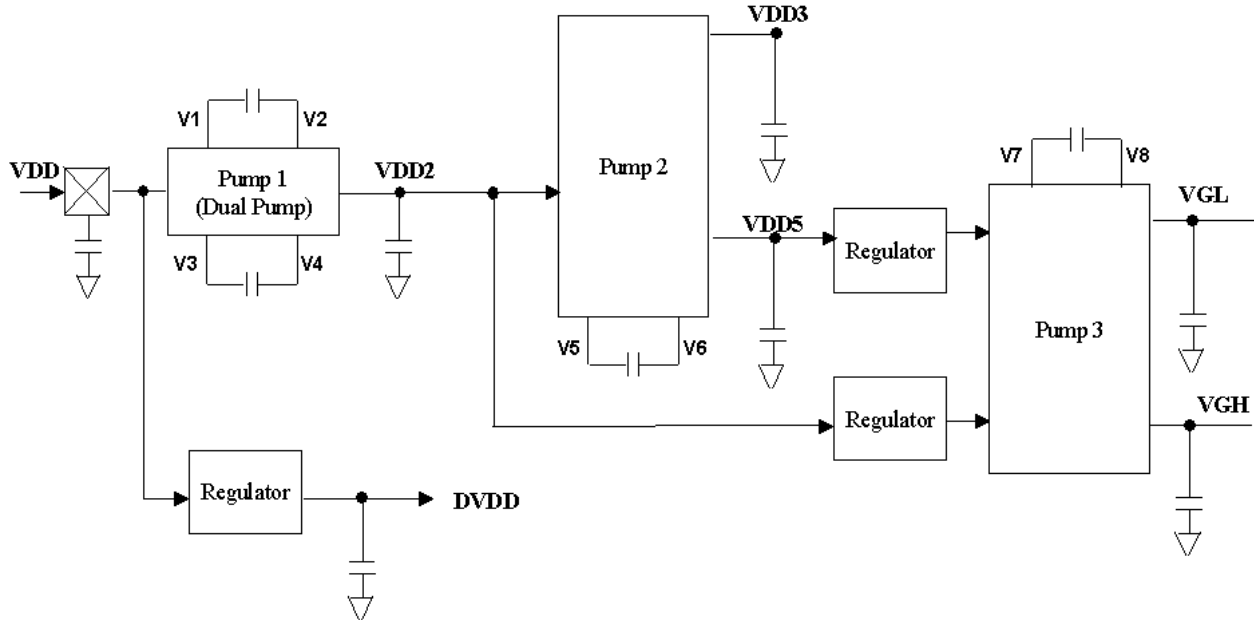 VDD3
V1
V2
V7
V8
VDD
Pump 1
(Dual Pump)
VDD2
Pump 2
VGL
VDD5
Regulator
V3
V4
Pump 3
V5
V6
VGH
Regulator
Regulator
DVDD